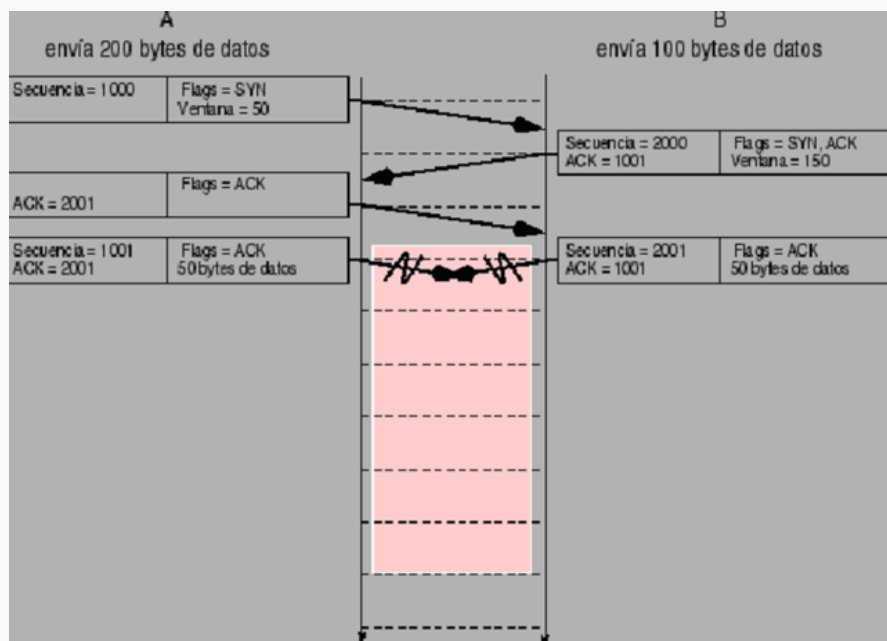 A
envía 200 bytes de datos
B
envía 100 bytes de datos
Secuencia = 1000
Flags = SYN
Ventana = 50
Secuencia = 2000
ACK = 1001
Flags = SYN, ACK
Ventana = 150
Flags = ACK
ACK = 2001
Secuencia = 1001
ACK = 2001
Flags = ACK
50 bytes de datos
Secuencia = 2001
ACK = 1001
Flags = ACK
50 bytes de datos